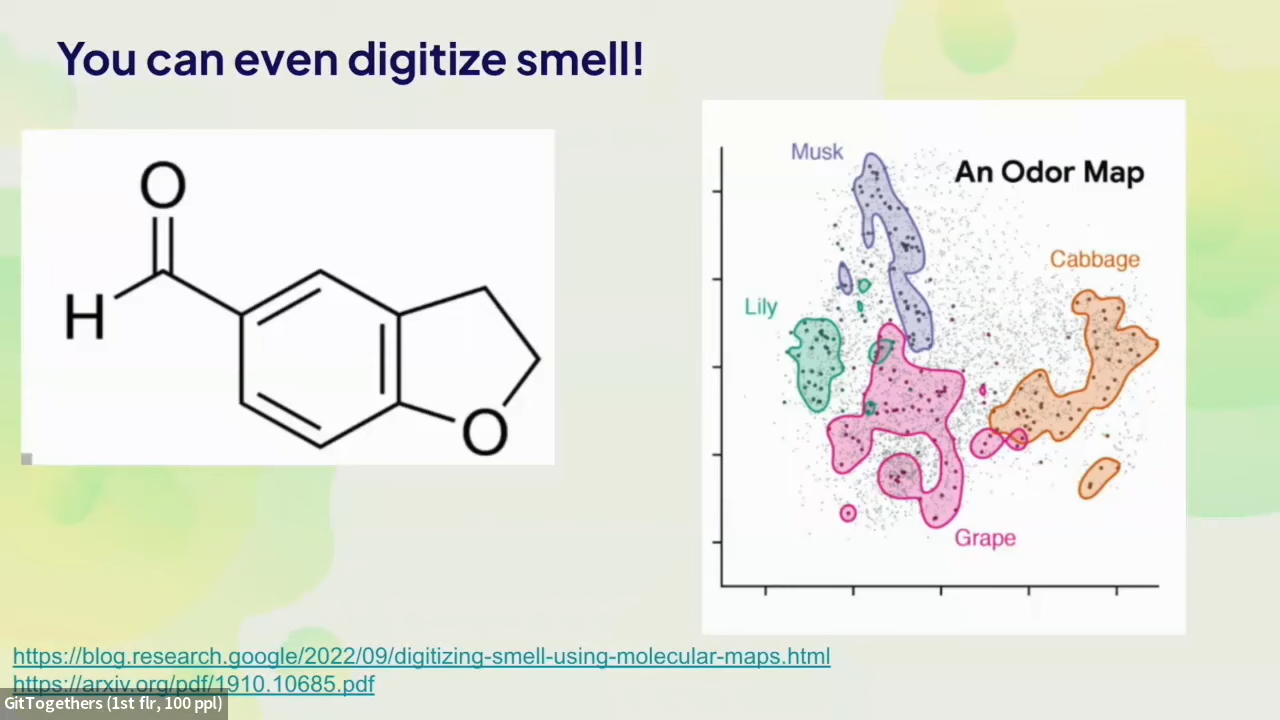 You can even digitize smell!
O
H
O
An Odor Map
Musk
Cabbage
Lily
Grape
https://blog.research.google/2022/09/digitizing-smell-using-molecular-maps.html
https://arxiv.org/pdf/1910.10685.pdf
GitTogethers (1st flr, 100 ppl)